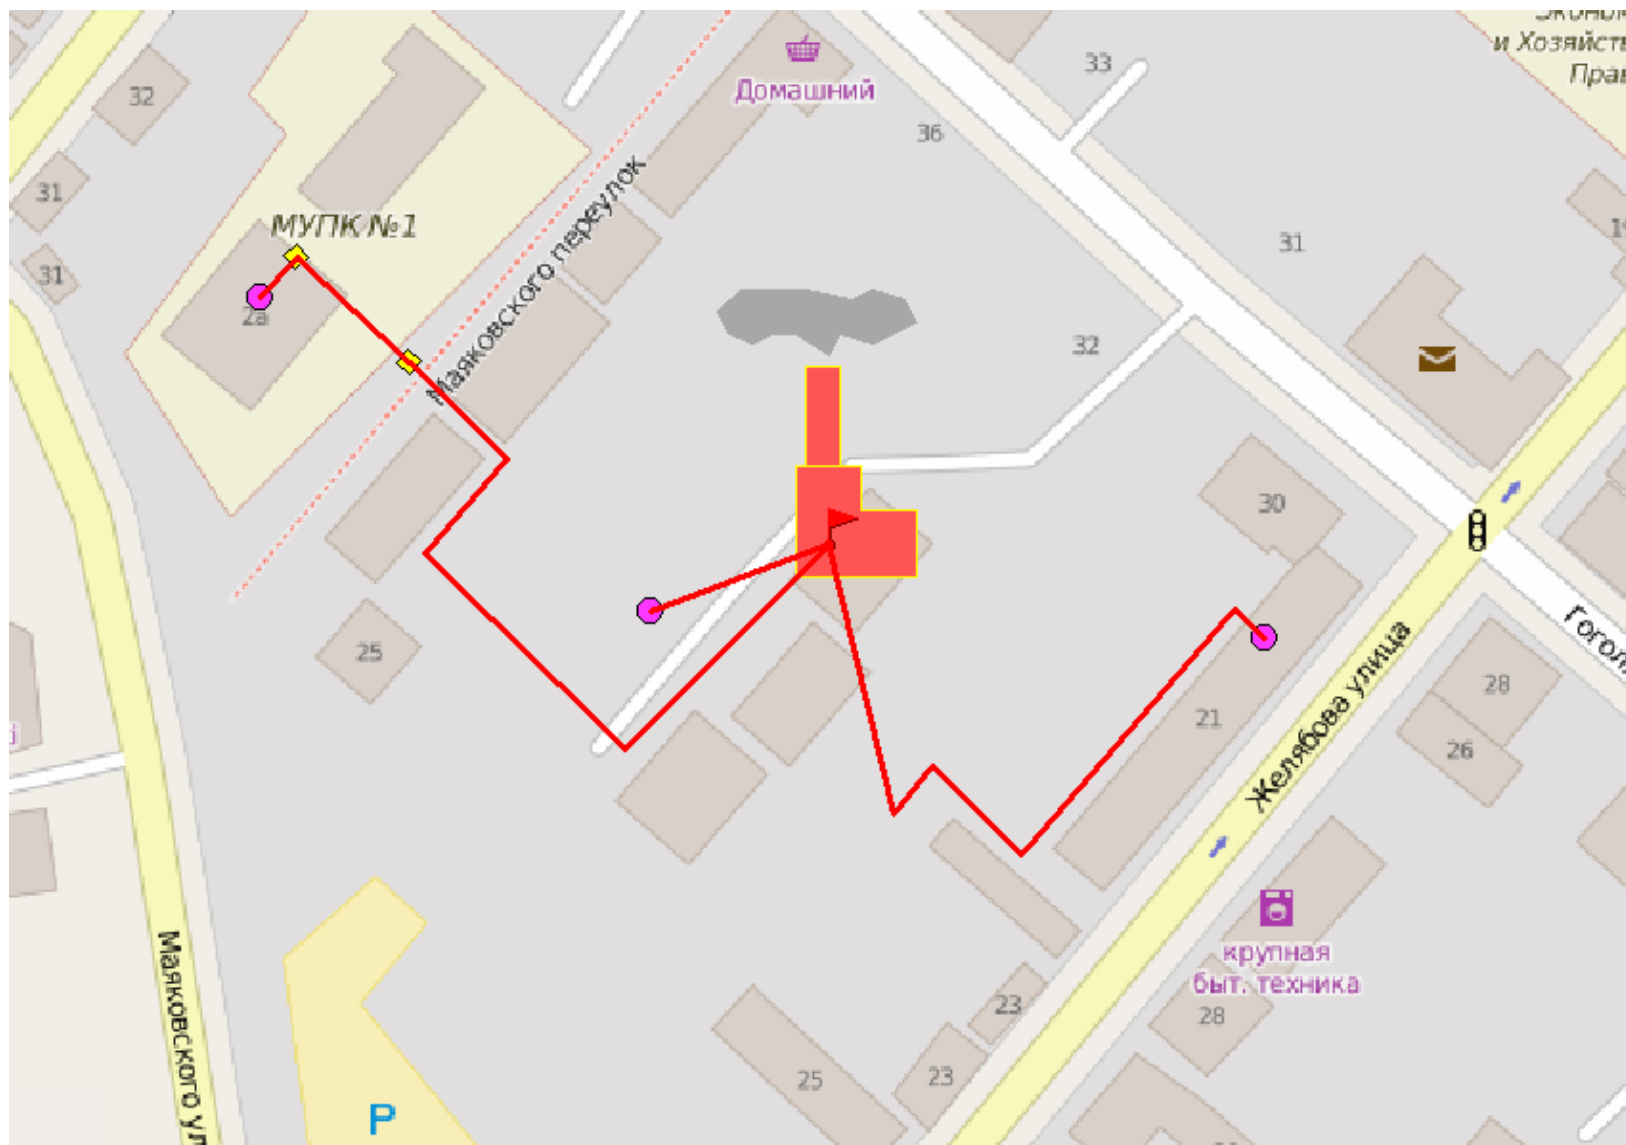 и Хозяйств
Прав
33
Домашний
32
36
31
МУПК №1
31
31
2а
Маяковского переулок
32
30
25
Гогол
28
21
26
Желябова улица
крупная
быт. техника
Маяковского ул
23
28
25
23
P